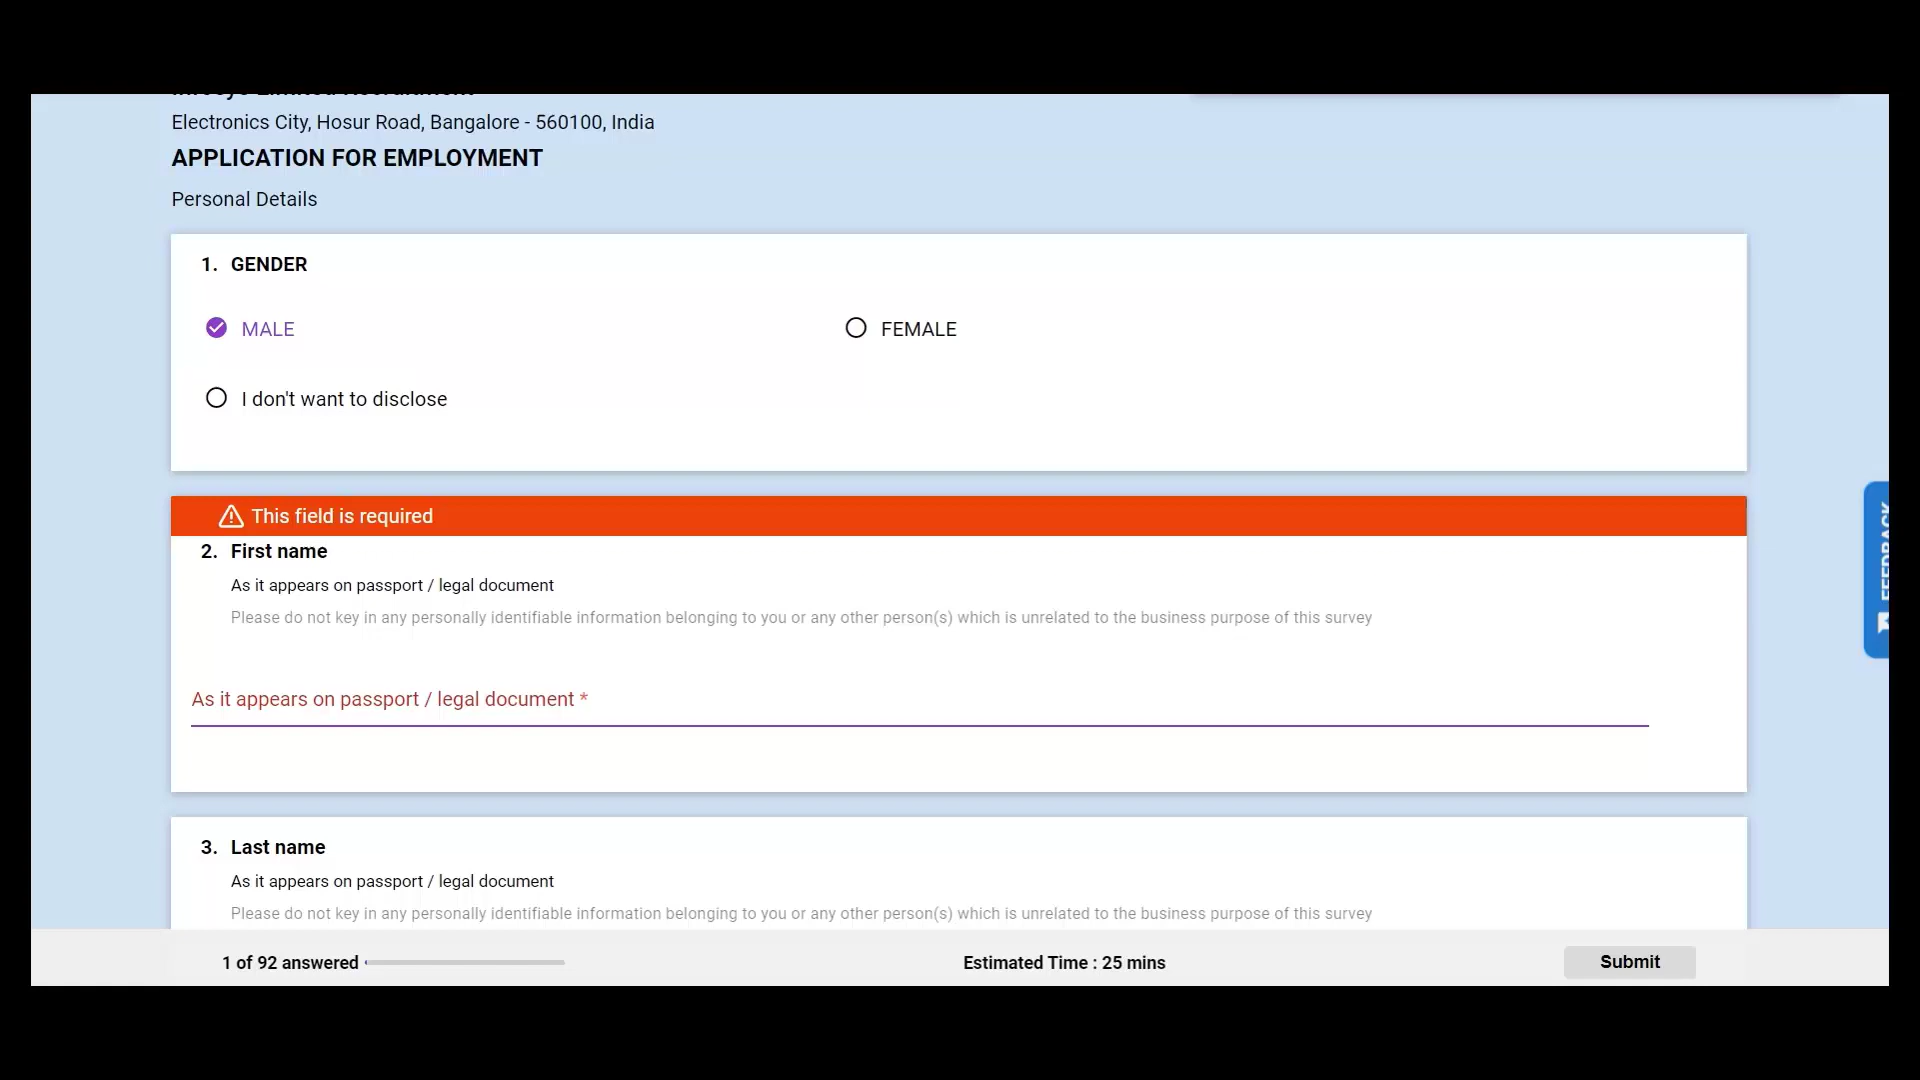 Electronics City, Hosur Road, Bangalore - 560100, India
APPLICATION FOR EMPLOYMENT
Personal Details
1. GENDER
MALE
FEMALE
I don't want to disclose
This field is required
2. First name
As it appears on passport / legal document
Please do not key in any personally identifiable information belonging to you or any other person(s) which is unrelated to the business purpose of this survey
As it appears on passport / legal document *
FEEDBACK
3. Last name
As it appears on passport / legal document
Please do not key in any personally identifiable information belonging to you or any other person(s) which is unrelated to the business purpose of this survey
1 of 92 answered
Estimated Time : 25 mins
Submit